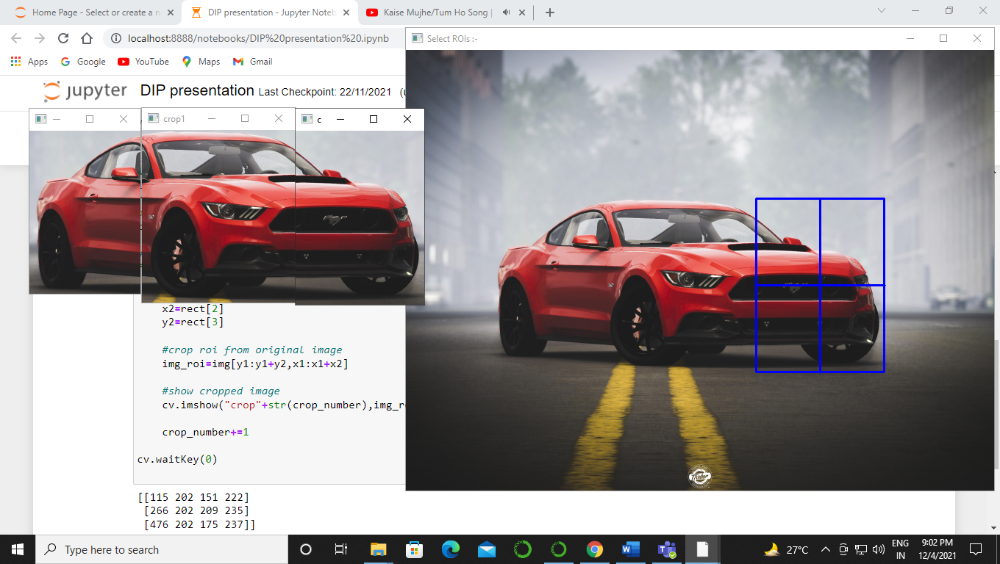 Home Page - Select or create a n
DIP presentation - Jupyter Noteb
Kaise Mujhe/Tum Ho Song |
localhost:8888/notebooks/DIP%20presentation%20.ipynb
Apps
Google
YouTube
Maps
Gmail
Select ROIs :-
jupyter
DIP presentation Last Checkpoint: 22/11/2021 (u
crop1
c
x2=rect[2]
y2=rect[3]
#crop roi from original image
img_roi=img[y1:y1+y2,x1:x1+x2]
#show cropped image
cv.imshow("crop"+str(crop_number),img_r
crop_number+=1
cv.waitKey(0)
[[115 202 151 222]
[266 202 209 235]
[476 202 175 237]]
Type here to search
27°C
ENG
IN
9:02 PM
12/4/2021